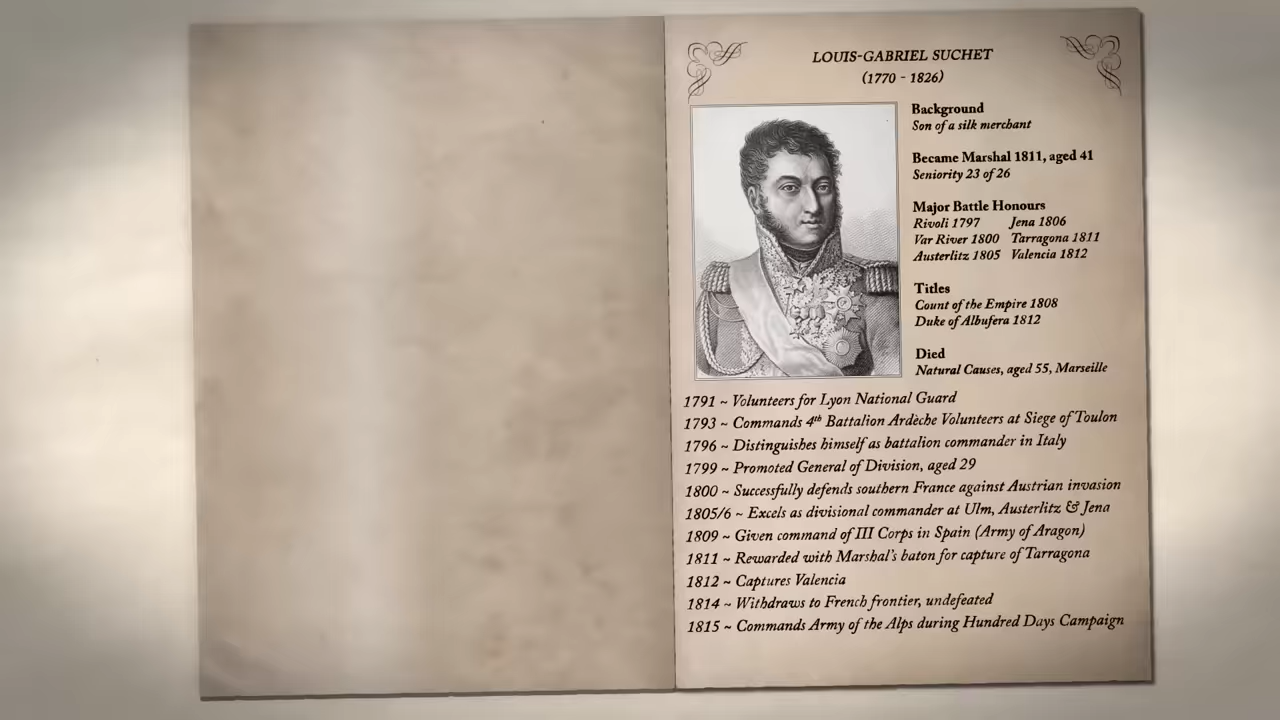 LOUIS-GABRIEL SUCHET
(1770 - 1826)
Background
Son of a silk merchant
Became Marshal 1811, aged 41
Seniority 23 of 26
Major Battle Honours
Rivoli 1797 Jena 1806
Var River 1800 Tarragona 1811
Austerlitz 1805 Valencia 1812
Titles
Count of the Empire 1808
Duke of Albufera 1812
Died
Natural Causes, aged 55, Marseille
1791 ~ Volunteers for Lyon National Guard
1793 ~ Commands 4th Battalion Ardèche Volunteers at Siege of Toulon
1796 ~ Distinguishes himself as battalion commander in Italy
1799 ~ Promoted General of Division, aged 29
1800 ~ Successfully defends southern France against Austrian invasion
1805/6 ~ Excels as divisional commander at Ulm, Austerlitz & Jena
1809 ~ Given command of III Corps in Spain (Army of Aragon)
1811 ~ Rewarded with Marshal's baton for capture of Tarragona
1812 ~ Captures Valencia
1814 ~ Withdraws to French frontier, undefeated
1815 ~ Commands Army of the Alps during Hundred Days Campaign